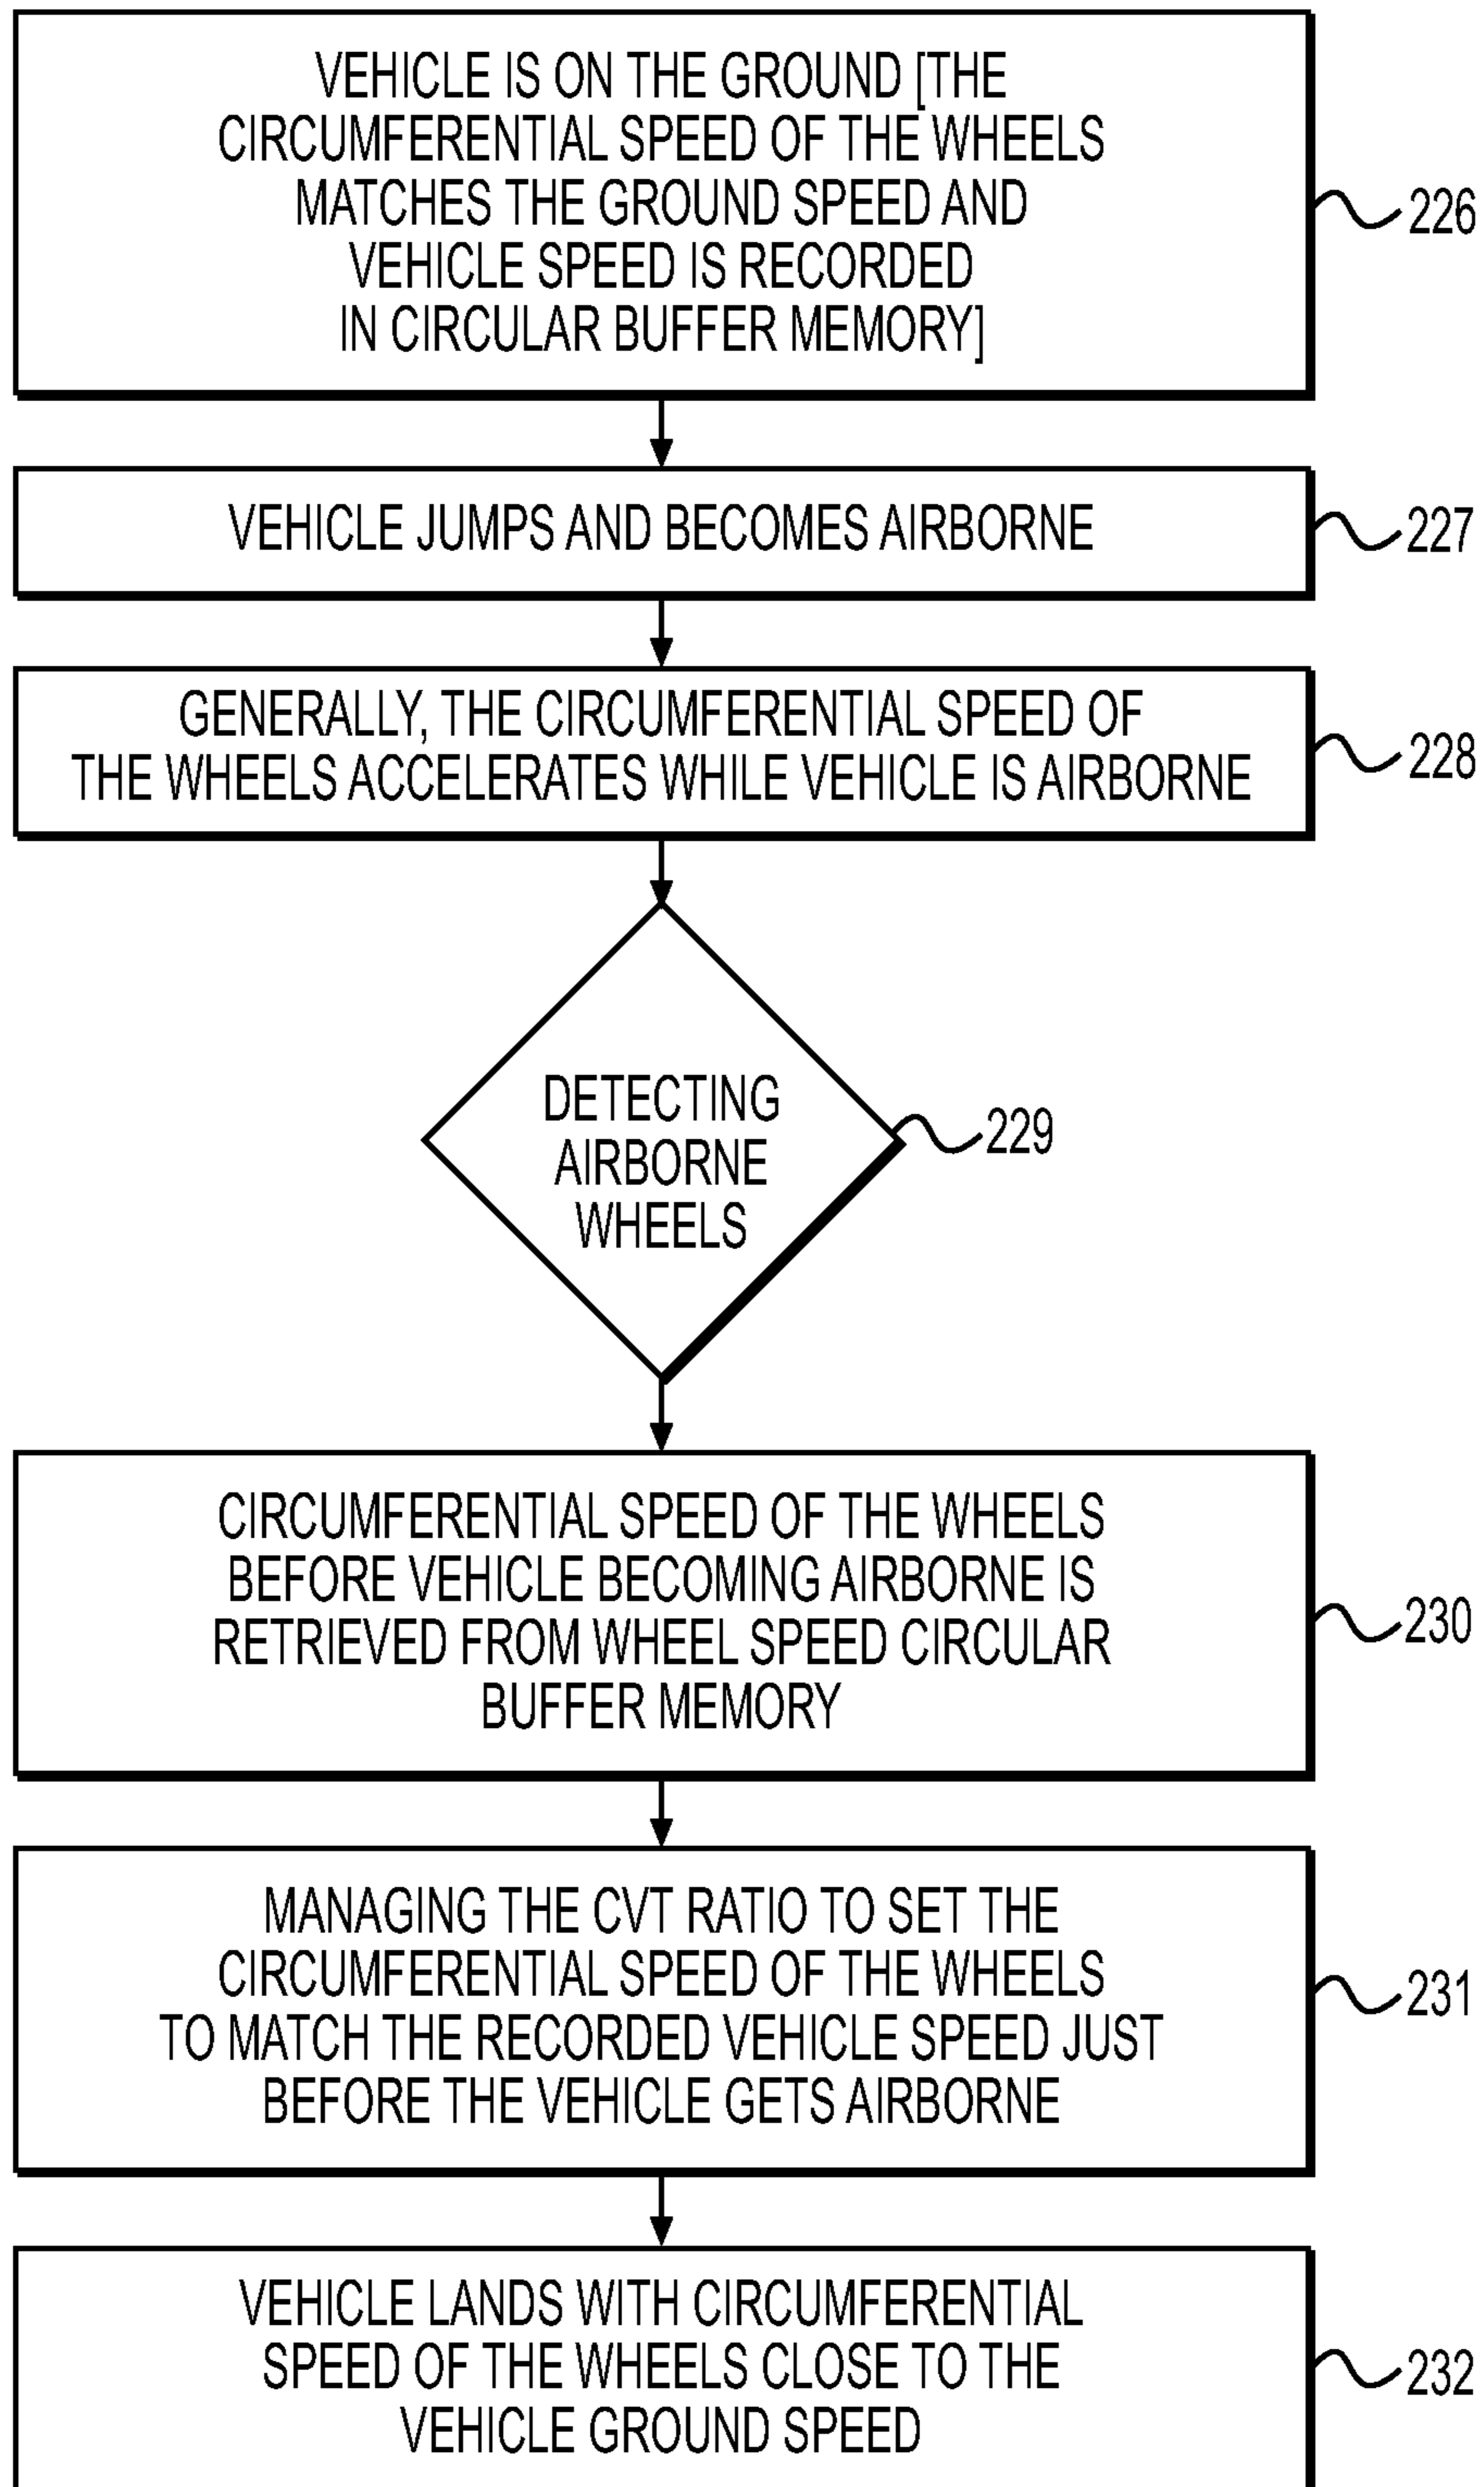 VEHICLE IS ON THE GROUND [THE
CIRCUMFERENTIAL SPEED OF THE WHEELS
MATCHES THE GROUND SPEED AND
VEHICLE SPEED IS RECORDED
IN CIRCULAR BUFFER MEMORY]
226
VEHICLE JUMPS AND BECOMES AIRBORNE
227
GENERALLY, THE CIRCUMFERENTIAL SPEED OF
THE WHEELS ACCELERATES WHILE VEHICLE IS AIRBORNE
228
DETECTING
AIRBORNE
WHEELS
229
CIRCUMFERENTIAL SPEED OF THE WHEELS
BEFORE VEHICLE BECOMING AIRBORNE IS
RETRIEVED FROM WHEEL SPEED CIRCULAR
BUFFER MEMORY
230
MANAGING THE CVT RATIO TO SET THE
CIRCUMFERENTIAL SPEED OF THE WHEELS
TO MATCH THE RECORDED VEHICLE SPEED JUST
BEFORE THE VEHICLE GETS AIRBORNE
231
VEHICLE LANDS WITH CIRCUMFERENTIAL
SPEED OF THE WHEELS CLOSE TO THE
VEHICLE GROUND SPEED
232